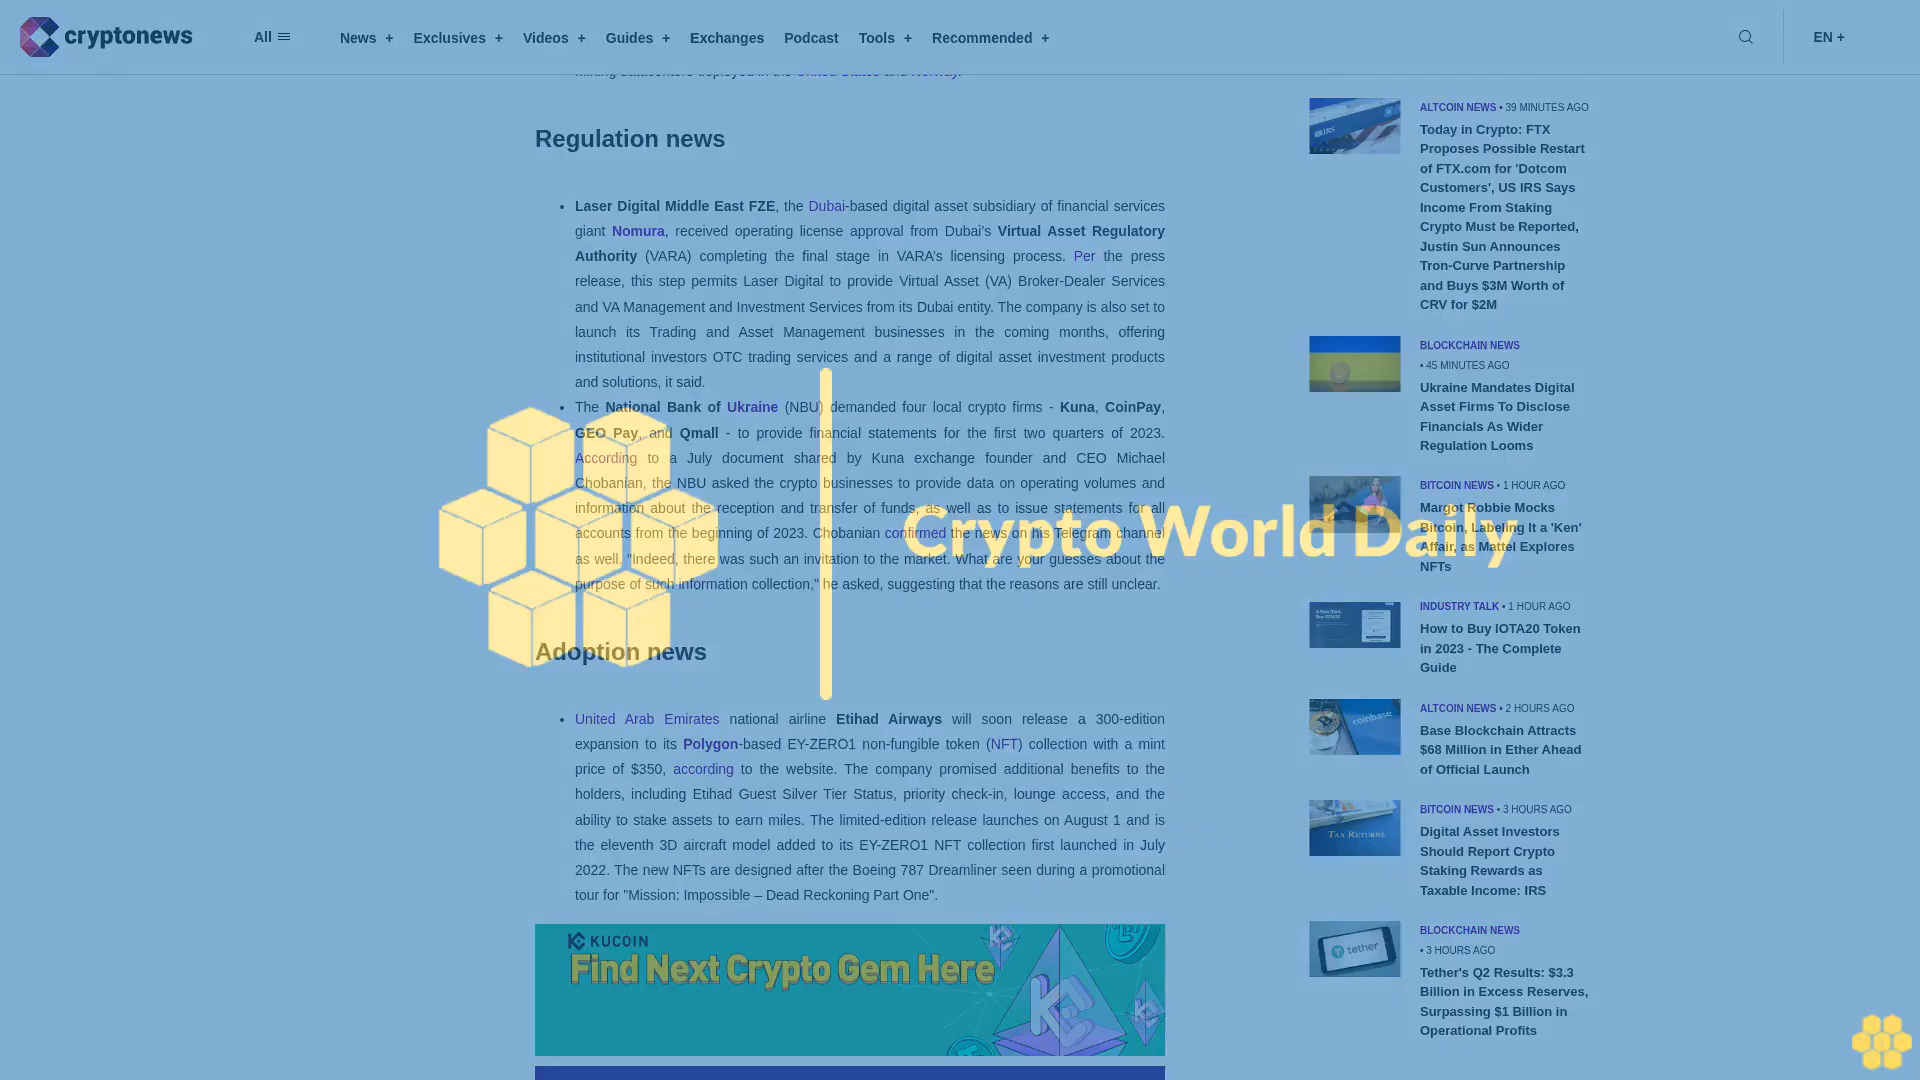 cryptonews
All
News +
Exclusives +
Videos +
Guides +
Exchanges
Podcast
Tools +
Recommended +
EN +
mining datacenters deployed in the United States and Norway.
Regulation news
• Laser Digital Middle East FZE, the Dubai-based digital asset subsidiary of financial services
giant Nomura, received operating license approval from Dubai's Virtual Asset Regulatory
Authority (VARA) completing the final stage in VARA's licensing process. Per the press
release, this step permits Laser Digital to provide Virtual Asset (VA) Broker-Dealer Services
and VA Management and Investment Services from its Dubai entity. The company is also set to
launch its Trading and Asset Management businesses in the coming months, offering
institutional investors OTC trading services and a range of digital asset investment products
and solutions, it said.
• The National Bank of Ukraine (NBU) demanded four local crypto firms - Kuna, CoinPay,
GEO Pay, and Qmall - to provide financial statements for the first two quarters of 2023.
According to a July document shared by Kuna exchange founder and CEO Michael
Chobanian, the NBU asked the crypto businesses to provide data on operating volumes and
information about the reception and transfer of funds, as well as to issue statements for all
accounts from the beginning of 2023. Chobanian confirmed the news on his Telegram channel
as well. "Indeed, there was such an invitation to the market. What are your guesses about the
purpose of such information collection," he asked, suggesting that the reasons are still unclear.
Crypto World Daily
Adoption news
• United Arab Emirates national airline Etihad Airways will soon release a 300-edition
expansion to its Polygon-based EY-ZERO1 non-fungible token (NFT) collection with a mint
price of $350, according to the website. The company promised additional benefits to the
holders, including Etihad Guest Silver Tier Status, priority check-in, lounge access, and the
ability to stake assets to earn miles. The limited-edition release launches on August 1 and is
the eleventh 3D aircraft model added to its EY-ZERO1 NFT collection first launched in July
2022. The new NFTs are designed after the Boeing 787 Dreamliner seen during a promotional
tour for "Mission: Impossible – Dead Reckoning Part One".
KUCOIN
Find Next Crypto Gem Here
ALTCOIN NEWS • 39 MINUTES AGO
Today in Crypto: FTX
Proposes Possible Restart
of FTX.com for 'Dotcom
Customers', US IRS Says
Income From Staking
Crypto Must be Reported,
Justin Sun Announces
Tron-Curve Partnership
and Buys $3M Worth of
CRV for $2M
IRS
BLOCKCHAIN NEWS
• 45 MINUTES AGO
Ukraine Mandates Digital
Asset Firms To Disclose
Financials As Wider
Regulation Looms
BITCOIN NEWS • 1 HOUR AGO
Margot Robbie Mocks
Bitcoin, Labeling It a 'Ken'
Affair, as Mattel Explores
NFTs
INDUSTRY TALK • 1 HOUR AGO
How to Buy IOTA20 Token
in 2023 - The Complete
Guide
ALTCOIN NEWS • 2 HOURS AGO
Base Blockchain Attracts
$68 Million in Ether Ahead
of Official Launch
coinbase
BITCOIN NEWS • 3 HOURS AGO
Digital Asset Investors
Should Report Crypto
Staking Rewards as
Taxable Income: IRS
TAX RETURNS
BLOCKCHAIN NEWS
• 3 HOURS AGO
Tether's Q2 Results: $3.3
Billion in Excess Reserves,
Surpassing $1 Billion in
Operational Profits
tether